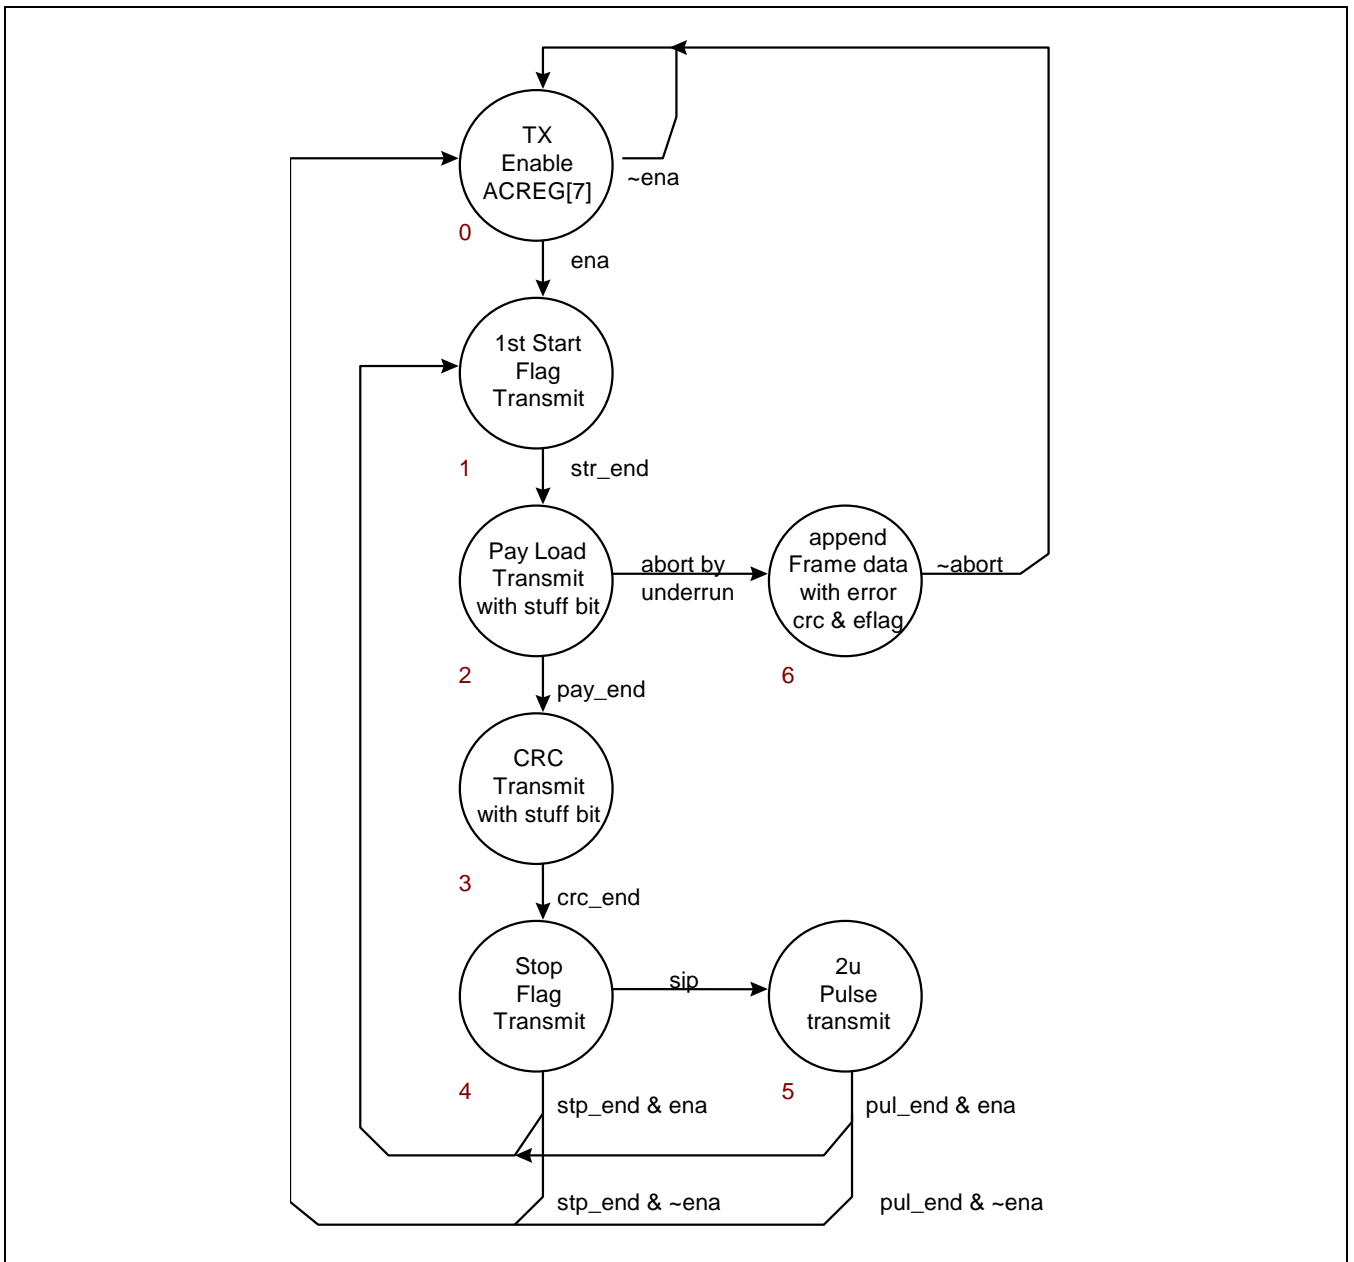 TX
Enable
ACREG[7]
~ena
0
ena
1st Start
Flag
Transmit
1
str_end
Pay Load
Transmit
with stuff bit
abort by
underrun
append
Frame data
with error
crc & eflag
~abort
2
6
pay_end
CRC
Transmit
with stuff bit
3
crc_end
Stop
Flag
Transmit
sip
2u
Pulse
transmit
4
stp_end & ena
5
pul_end & ena
stp_end & ~ena
pul_end & ~ena